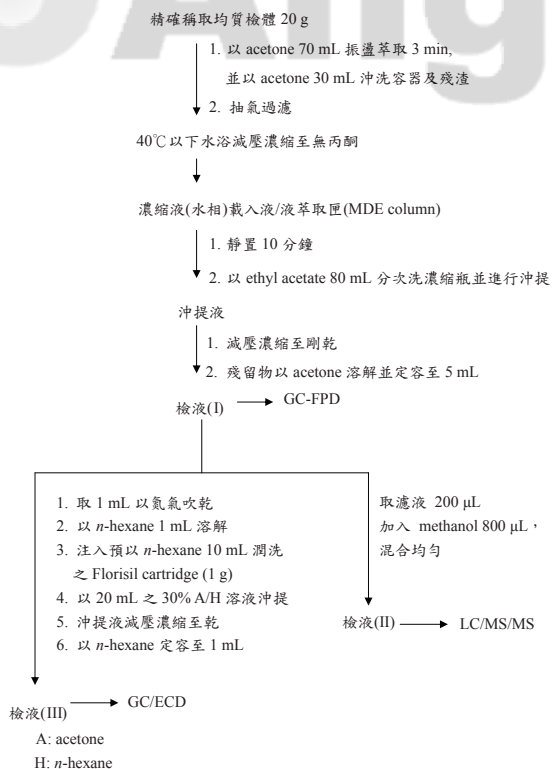 精確稱取均質檢體 20 g
1. 以 acetone 70 mL 振盪萃取 3 min,
並以 acetone 30 mL 沖洗容器及殘渣
2. 抽氣過濾
40℃以下水浴減壓濃縮至無丙酮
濃縮液(水相)載入液/液萃取匣(MDE column)
1. 靜置 10 分鐘
2. 以 ethyl acetate 80 mL 分次洗濃縮瓶並進行沖提
沖提液
1. 減壓濃縮至剛乾
2. 殘留物以 acetone 溶解並定容至 5 mL
檢液(I)
GC-FPD
1. 取 1 mL 以氮氣吹乾
2. 以 n-hexane 1 mL 溶解
3. 注入預以 n-hexane 10 mL 潤洗
之 Florisil cartridge (1 g)
4. 以 20 mL 之 30% A/H 溶液沖提
5. 沖提液減壓濃縮至乾
6. 以 n-hexane 定容至 1 mL
取濾液 200 μL
加入 methanol 800 μL，
混合均勻
檢液(II)
LC/MS/MS
檢液(III)
GC/ECD
A: acetone
H: n-hexane